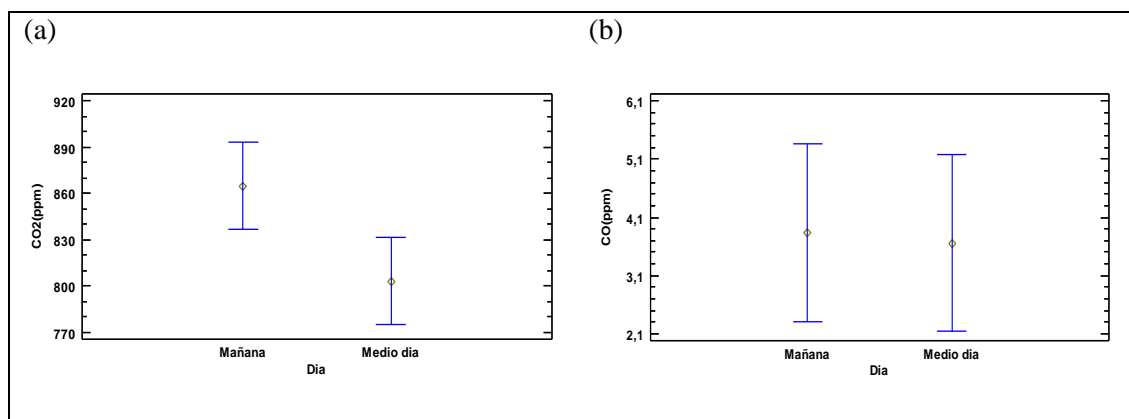 (a)
920
890
860
830
800
770
CO2(ppm)
Mañana
Medio dia
Dia
(b)
6,1
5,1
4,1
3,1
2,1
CO(ppm)
Mañana
Medio dia
Dia